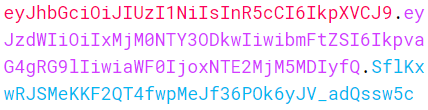 eyJhbGciOiJIUzI1NiIsInR5cCI6IkpXVCJ9.ey
JzdWIiOiIxMjM0NTY3ODkwIiwibmFtZSI6Ikpva
G4gRG9lIiwiaWF0IjoxNTE2MjM5MDIyfQ.SflKx
wRJSMeKKF2QT4fwpMeJf36POk6yJV_adQssw5c